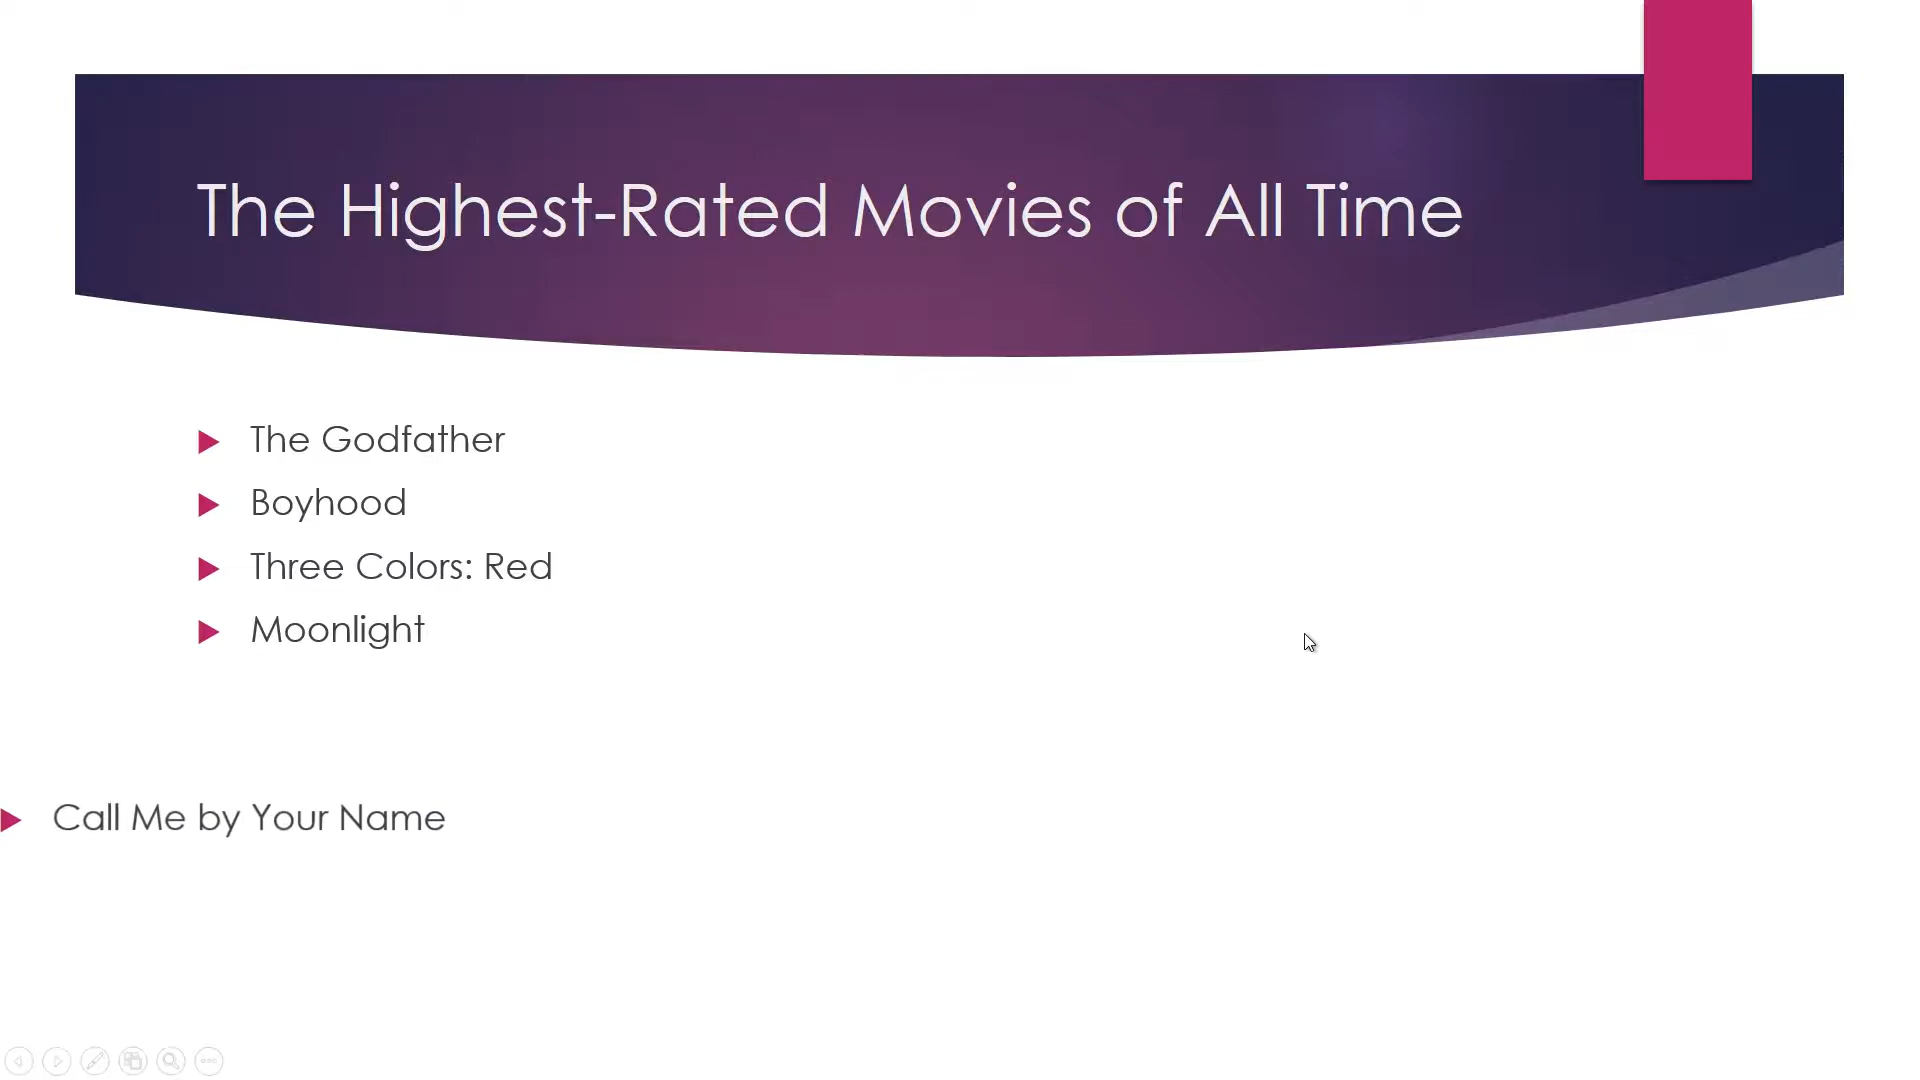 The Highest-Rated Movies of All Time
The Godfather
Boyhood
Three Colors: Red
Moonlight
Call Me by Your Name